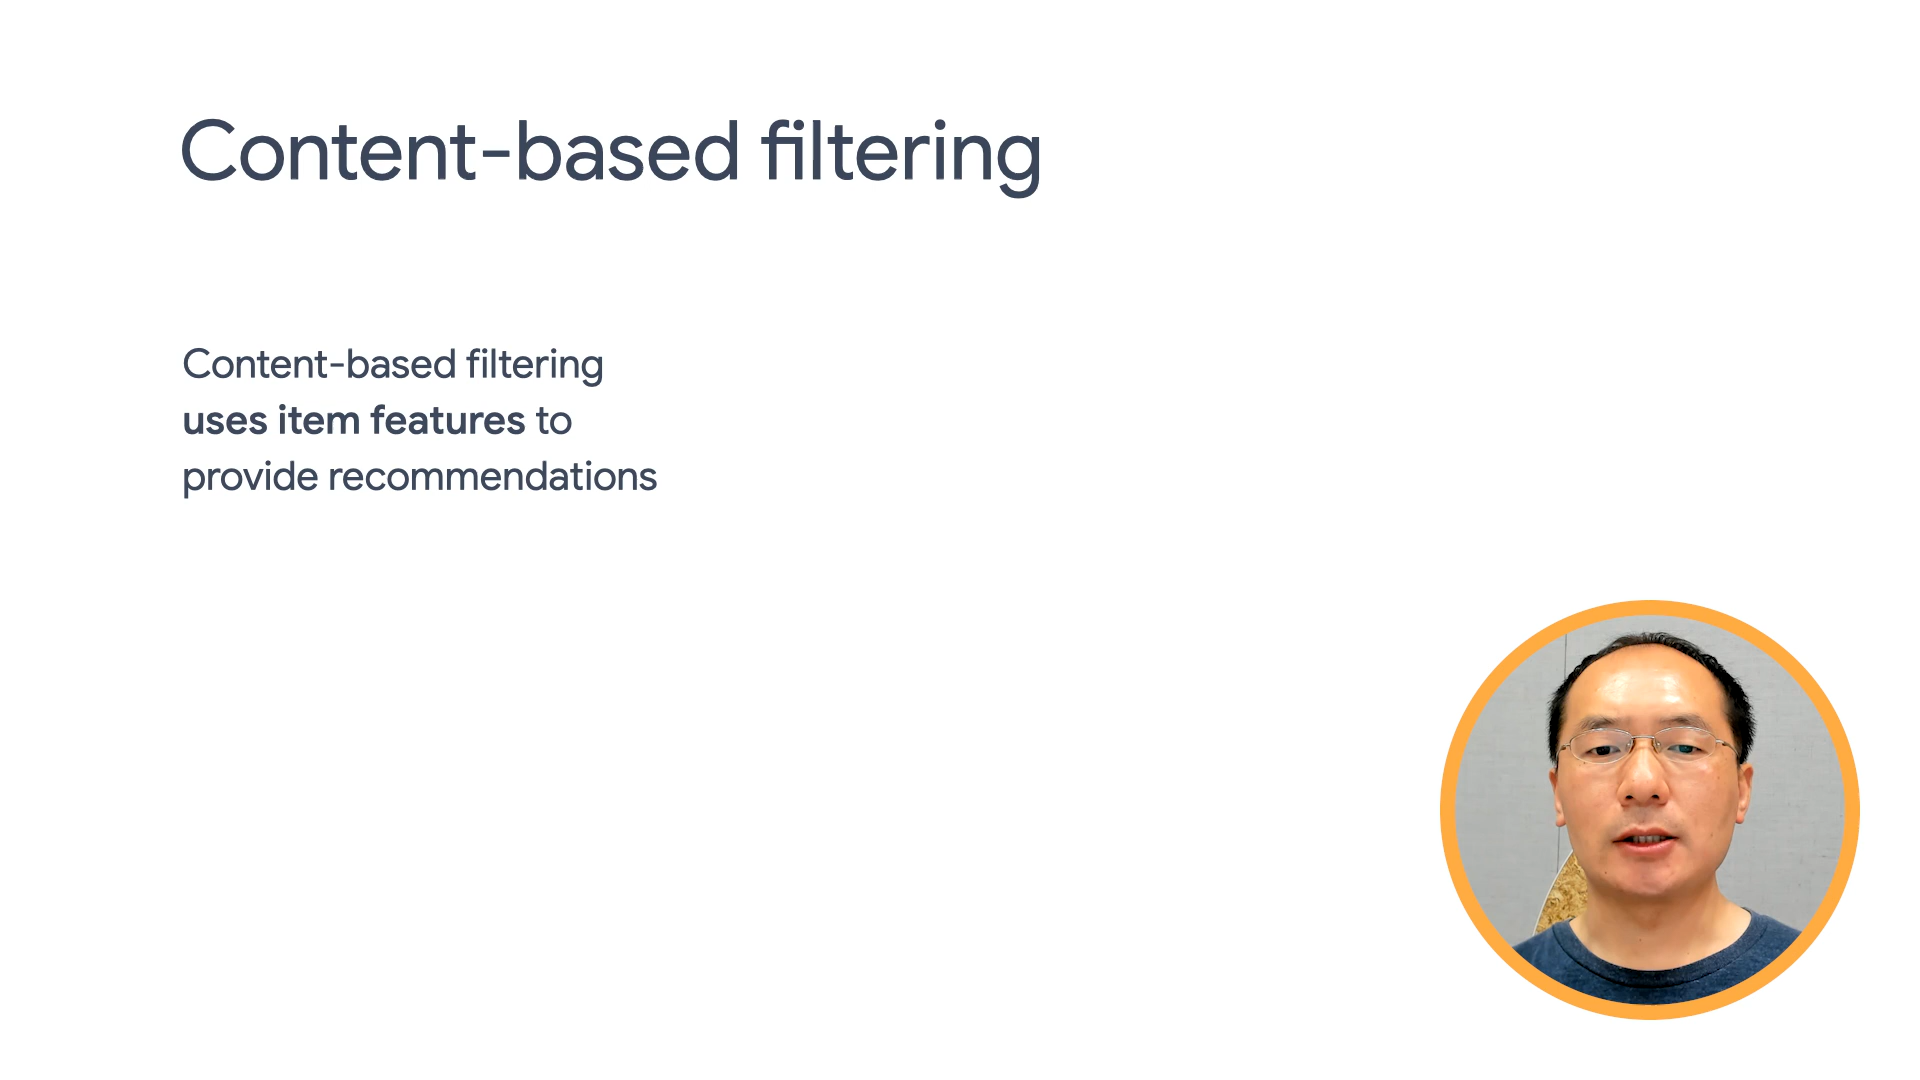 Content-based filtering
Content-based filtering
uses item features to
provide recommendations